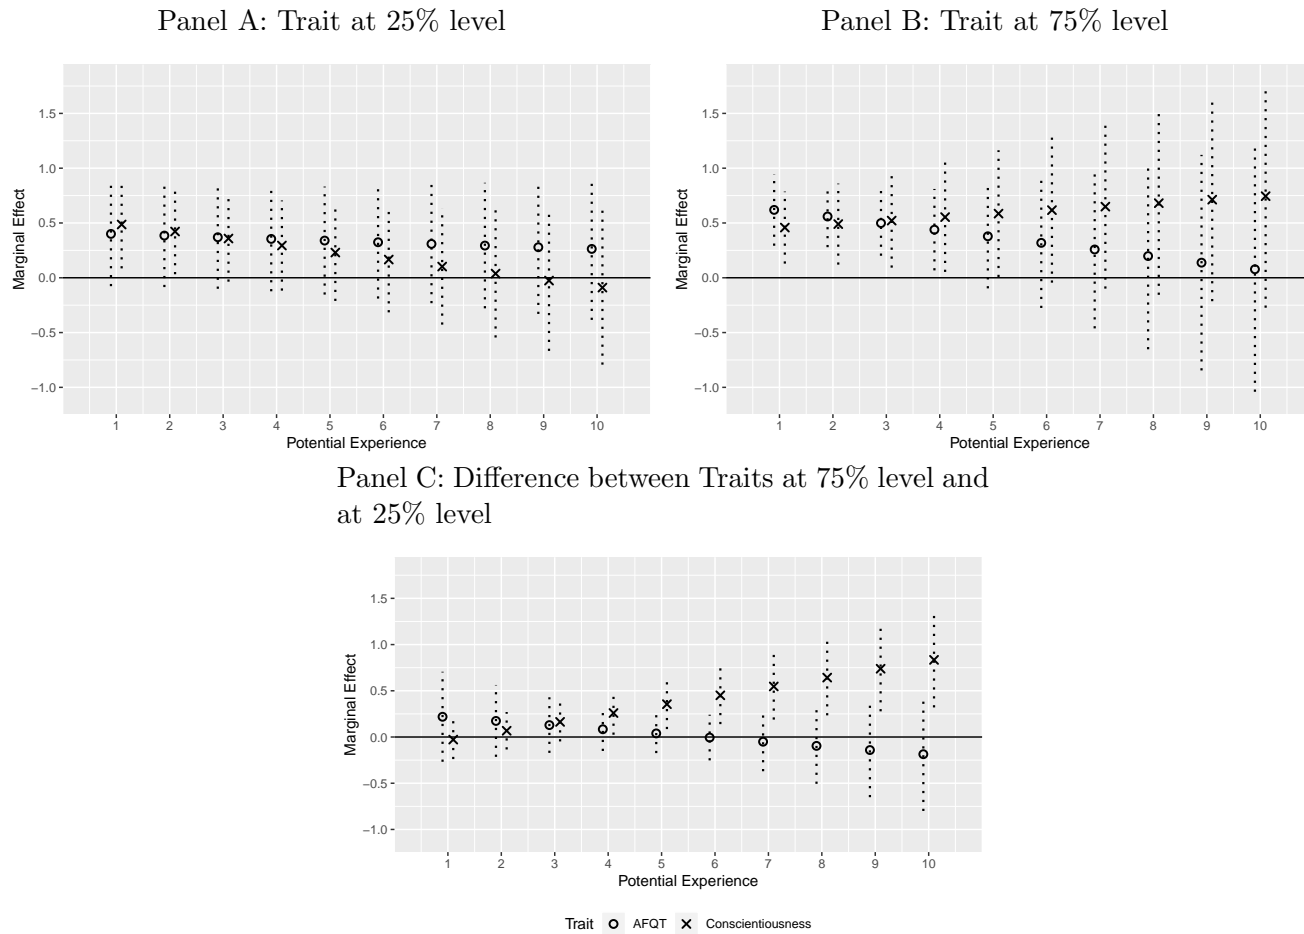 Panel A: Trait at 25% level
Marginal Effect
1.5
1.0
0.5
0.0
−0.5
−1.0
1 2 3 4 5 6 7 8 9 10
Potential Experience
Panel B: Trait at 75% level
Marginal Effect
1.5
1.0
0.5
0.0
−0.5
−1.0
1 2 3 4 5 6 7 8 9 10
Potential Experience
Panel C: Difference between Traits at 75% level and
at 25% level
Marginal Effect
1.5
1.0
0.5
0.0
−0.5
−1.0
1 2 3 4 5 6 7 8 9 10
Potential Experience
Trait AFQT Conscientiousness